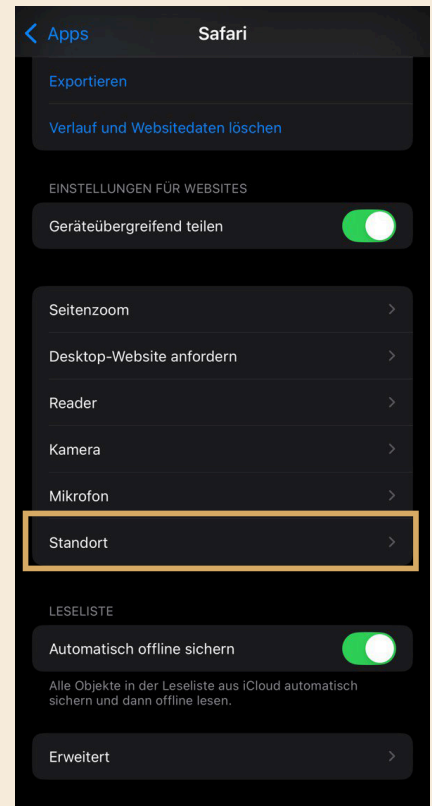 Apps
Safari
Exportieren
Verlauf und Websitedaten löschen
EINSTELLUNGEN FÜR WEBSITES
Geräteübergreifend teilen
Seitenzoom
Desktop-Website anfordern
Reader
Kamera
Mikrofon
Standort
LESELISTE
Automatisch offline sichern
Alle Objekte in der Leseliste aus iCloud automatisch
sichern und dann offline lesen.
Erweitert